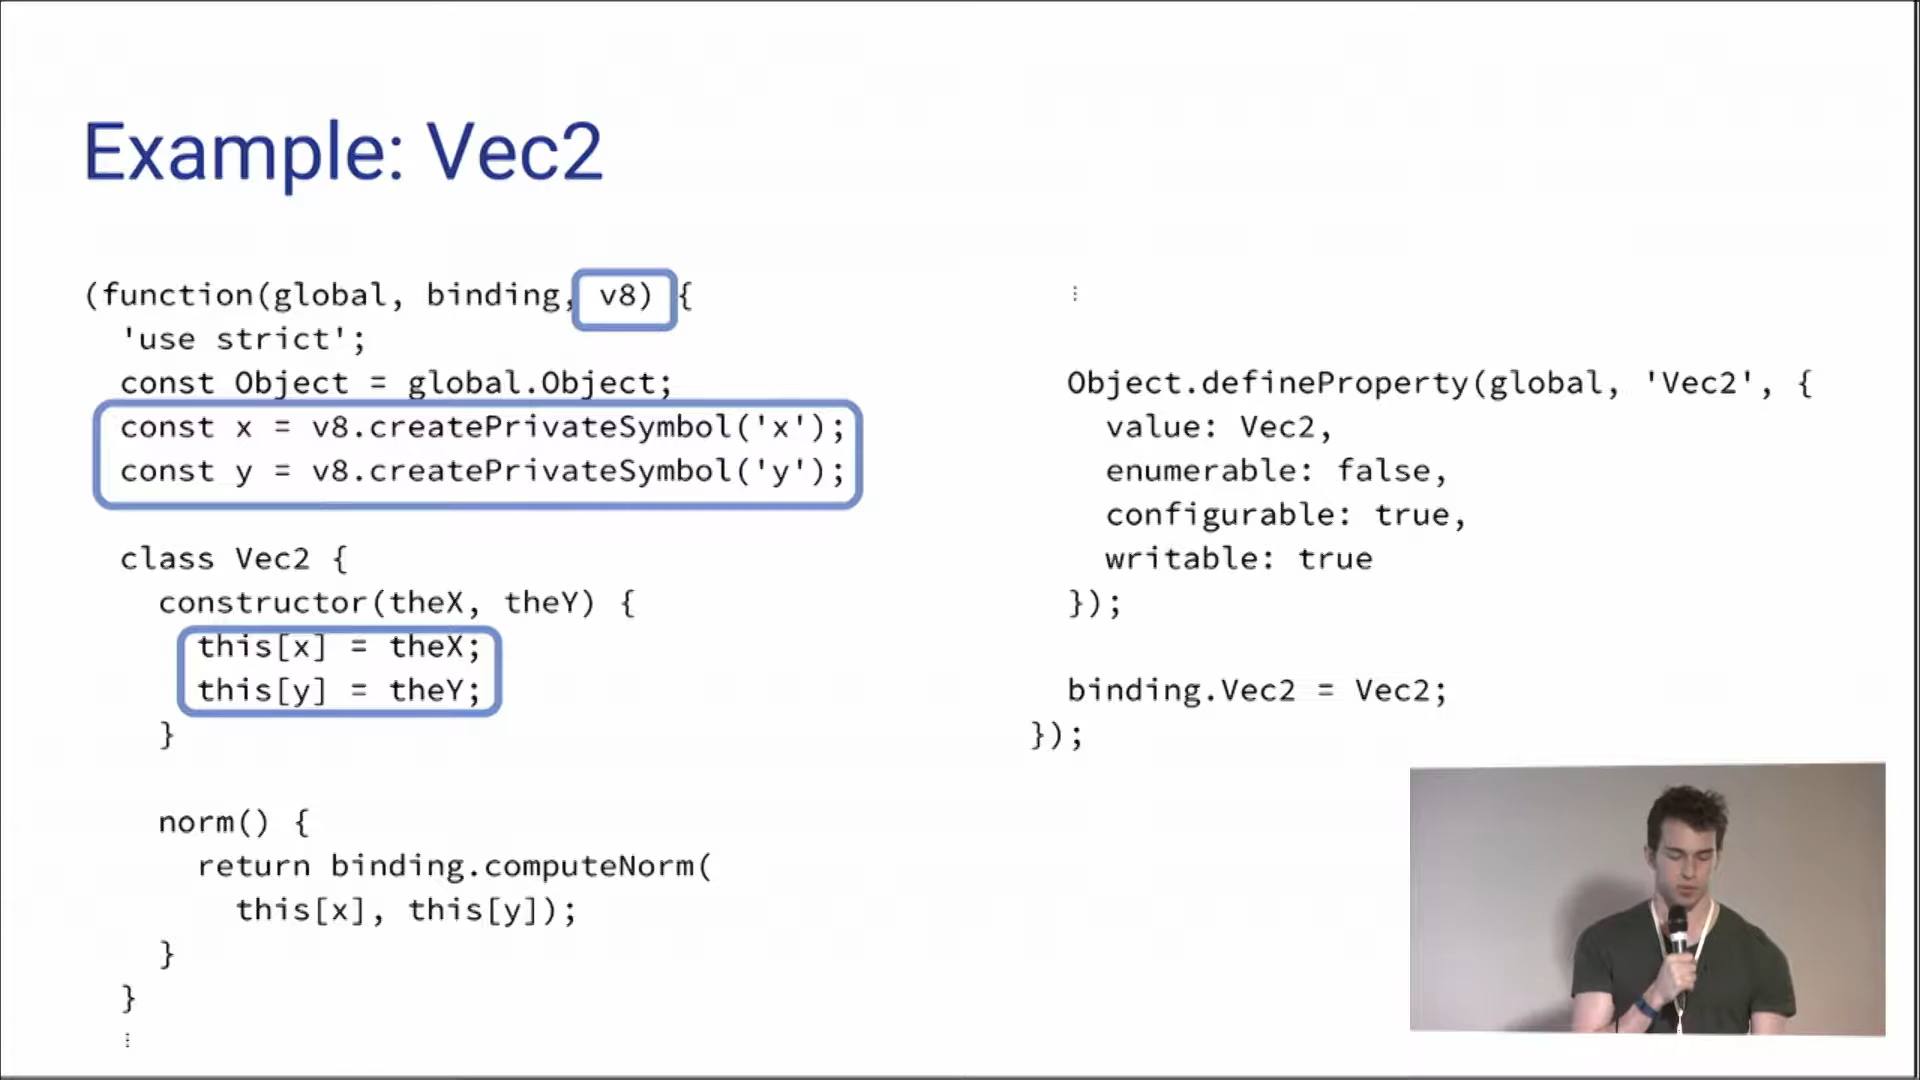 Example: Vec2
(function(global, binding, v8) {
  'use strict';
  const Object = global.Object;
  const x = v8.createPrivateSymbol('x');
  const y = v8.createPrivateSymbol('y');
  class Vec2 {
    constructor(theX, theY) {
      this[x] = theX;
      this[y] = theY;
    }
    norm() {
      return binding.computeNorm(
        this[x], this[y]);
    }
  }
  ⋮
  ⋮
  Object.defineProperty(global, 'Vec2', {
    value: Vec2,
    enumerable: false,
    configurable: true,
    writable: true
  });
  binding.Vec2 = Vec2;
});